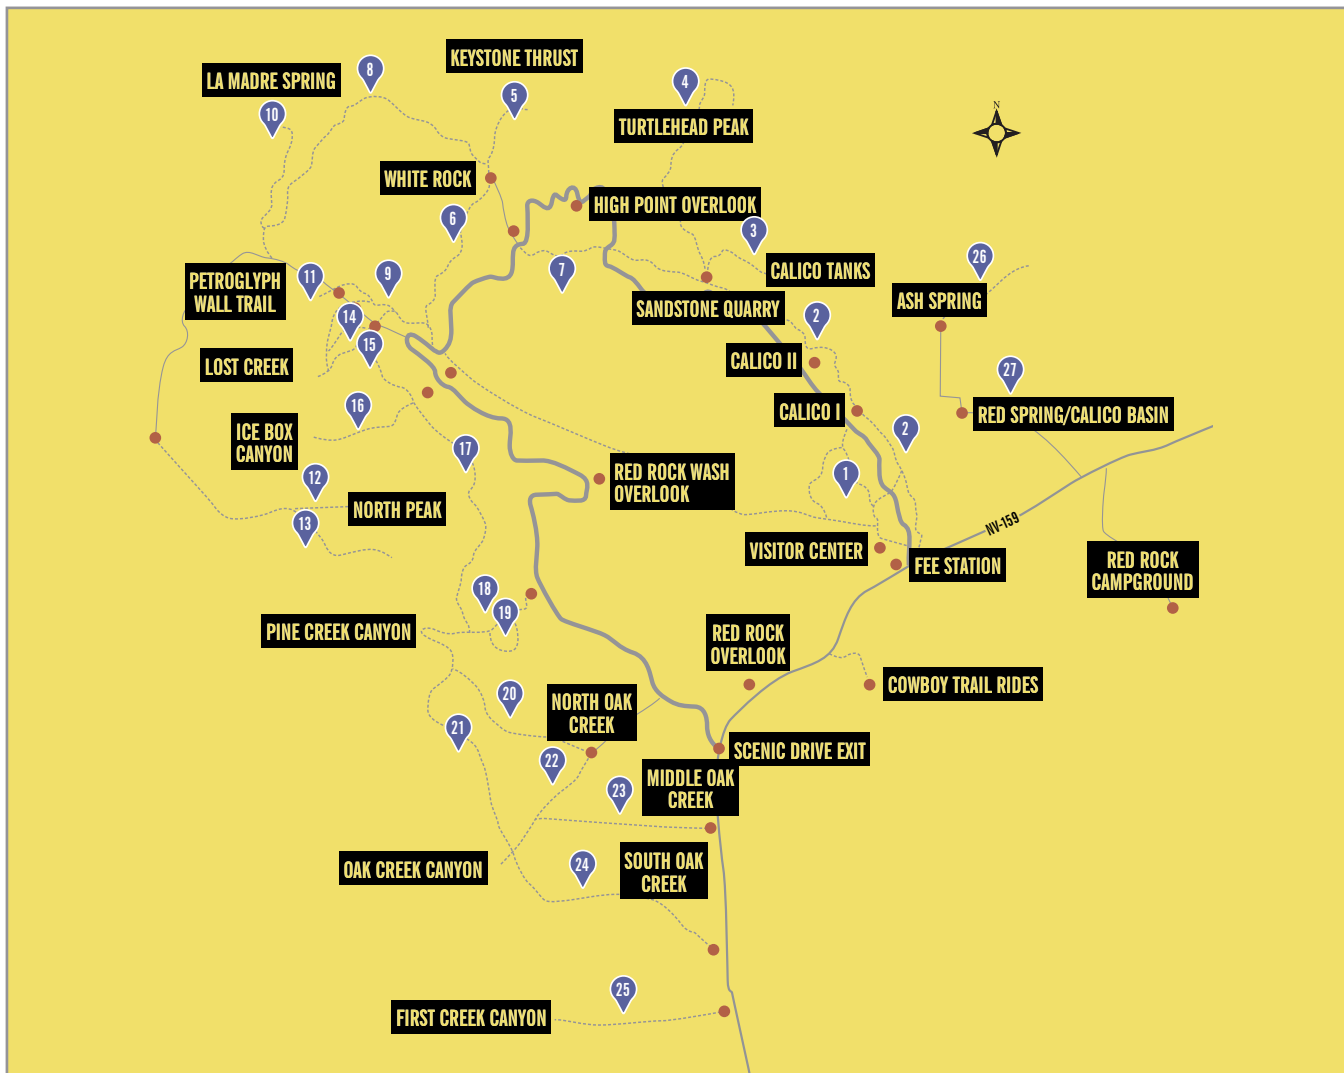 KEYSTONE THRUST
8
LA MADRE SPRING
4
5
10
N
TURTLEHEAD PEAK
WHITE ROCK
HIGH POINT OVERLOOK
6
3
26
7
CALICO TANKS
9
11
PETROGLYPH
WALL TRAIL
ASH SPRING
SANDSTONE QUARRY
14
2
15
CALICO II
LOST CREEK
27
16
CALICO I
RED SPRING/CALICO BASIN
ICE BOX
CANYON
2
17
12
1
RED ROCK WASH
OVERLOOK
NORTH PEAK
13
NV-159
VISITOR CENTER
FEE STATION
RED ROCK
CAMPGROUND
18
19
PINE CREEK CANYON
RED ROCK
OVERLOOK
COWBOY TRAIL RIDES
20
NORTH OAK
CREEK
21
SCENIC DRIVE EXIT
22
MIDDLE OAK
CREEK
23
OAK CREEK CANYON
24
SOUTH OAK
CREEK
25
FIRST CREEK CANYON